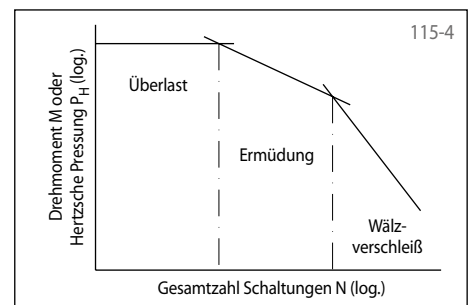 115-4
Drehmoment M oder
Hertzsche Pressung P_H (log.)
Überlast
Ermüdung
Wälz-
verschleiß
Gesamtzahl Schaltungen N (log.)